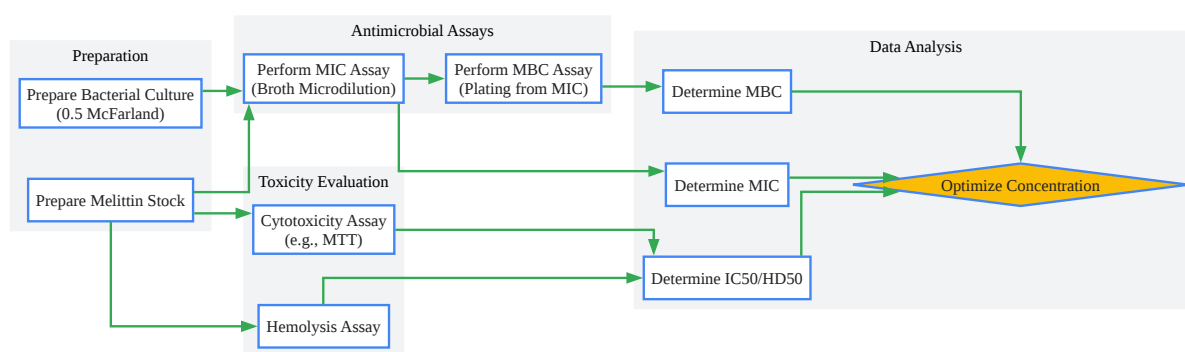 Preparation
Prepare Bacterial Culture
(0.5 McFarland)
Prepare Melittin Stock
Antimicrobial Assays
Perform MIC Assay
(Broth Microdilution)
Perform MBC Assay
(Plating from MIC)
Toxicity Evaluation
Cytotoxicity Assay
(e.g., MTT)
Hemolysis Assay
Data Analysis
Determine MBC
Determine MIC
Optimize Concentration
Determine IC50/HD50